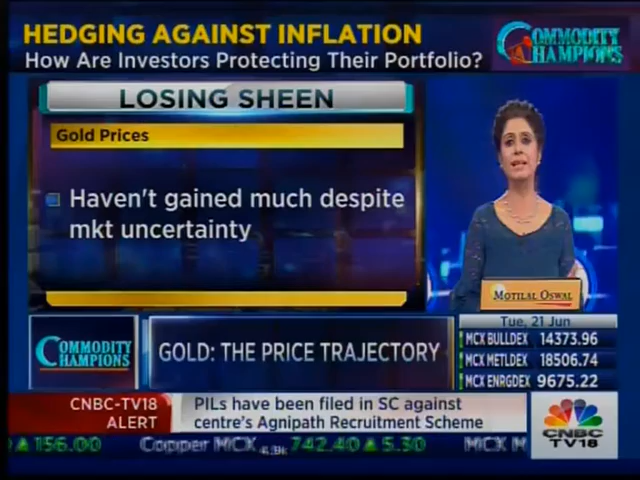 HEDGING AGAINST INFLATION
How Are Investors Protecting Their Portfolio?
COMMODITY
CHAMPIONS
LOSING SHEEN
Gold Prices
Haven't gained much despite
mkt uncertainty
MOTILAL OSWAL
COMMODITY
CHAMPIONS
GOLD: THE PRICE TRAJECTORY
Tue, 21 Jun
MCX BULLDEX 14373.96
MCX METLDEX 18506.74
MCX ENRGDEX 9675.22
CNBC-TV18
ALERT
PILs have been filed in SC against
centre's Agnipath Recruitment Scheme
CNBC
TV18
▲ 156.00 Copper MCX 742.40 ▲ 5.30 MCX M